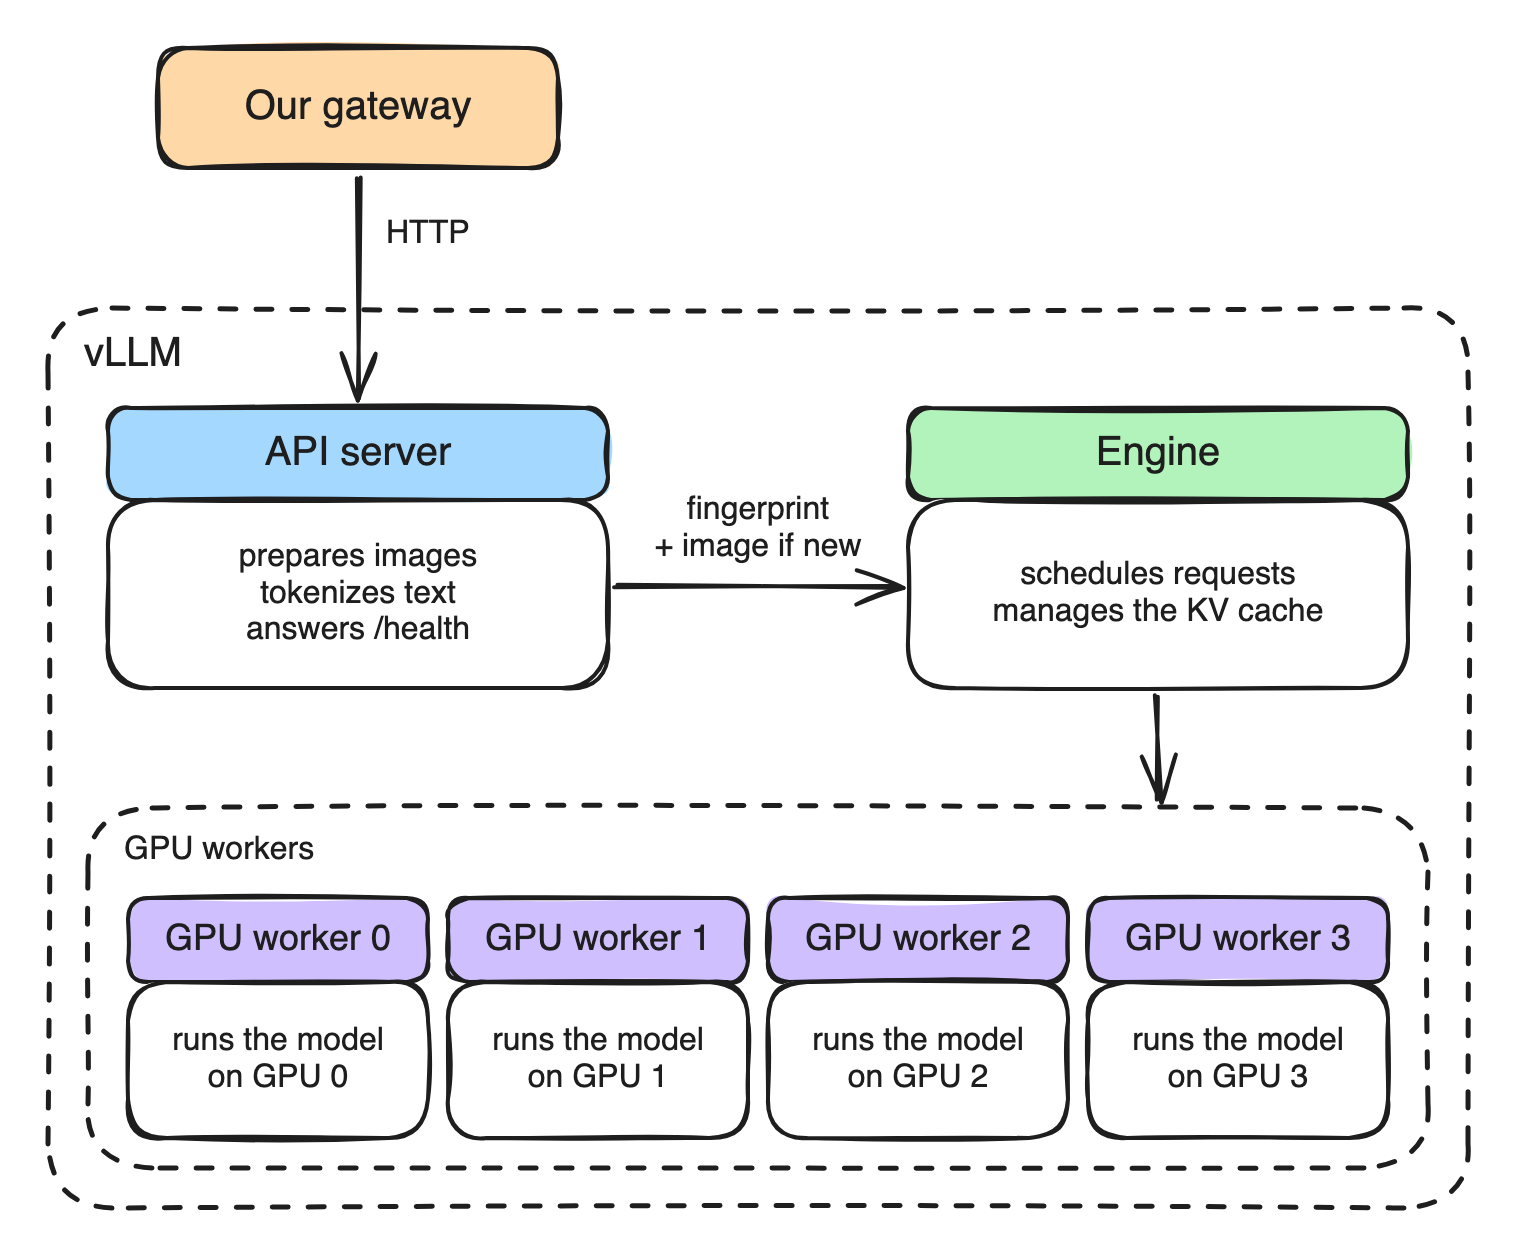 Our gateway
HTTP
vLLM
API server
prepares images
tokenizes text
answers /health
fingerprint
+ image if new
Engine
schedules requests
manages the KV cache
GPU workers
GPU worker 0
runs the model
on GPU 0
GPU worker 1
runs the model
on GPU 1
GPU worker 2
runs the model
on GPU 2
GPU worker 3
runs the model
on GPU 3